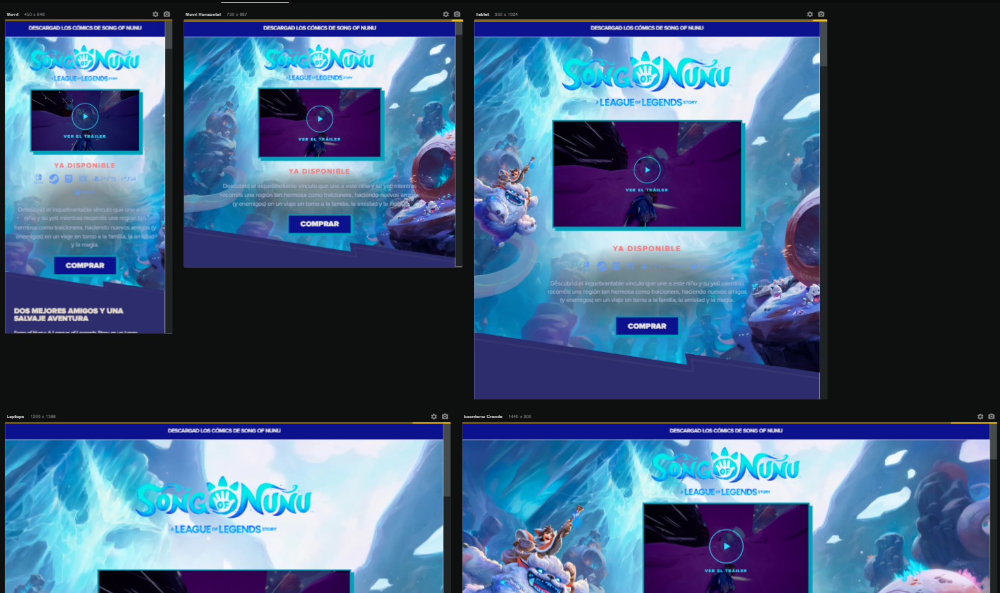 Movil 450 x 846
DESCARGAD LOS CÓMICS DE SONG OF NUNU
SONG OF NUNU
A LEAGUE OF LEGENDS STORY
VER EL TRÁILER
YA DISPONIBLE
PS5 PS4
Descubrid el inquebrantable vínculo que une a este
niño y su yeti mientras recorréis una región tan
hermosa como traicionera, haciendo nuevos amigos (y
enemigos) en un viaje en torno a la familia, la amistad
y la magia.
COMPRAR
DOS MEJORES AMIGOS Y UNA
SALVAJE AVENTURA
Song of Nunu: A League of Legends Story es un juego
Movil Horizontal 750 x 667
DESCARGAD LOS CÓMICS DE SONG OF NUNU
SONG OF NUNU
A LEAGUE OF LEGENDS STORY
VER EL TRÁILER
YA DISPONIBLE
Descubrid el inquebrantable vínculo que une a este niño y su yeti mientras
recorréis una región tan hermosa como traicionera, haciendo nuevos amigos
(y enemigos) en un viaje en torno a la familia, la amistad y la magia.
COMPRAR
Tablet 950 x 1024
DESCARGAD LOS CÓMICS DE SONG OF NUNU
SONG OF NUNU
A LEAGUE OF LEGENDS STORY
VER EL TRÁILER
YA DISPONIBLE
Descubrid el inquebrantable vínculo que une a este niño y su yeti mientras
recorréis una región tan hermosa como traicionera, haciendo nuevos amigos
(y enemigos) en un viaje en torno a la familia, la amistad y la magia.
COMPRAR
Laptops 1200 x 1366
DESCARGAD LOS CÓMICS DE SONG OF NUNU
SONG OF NUNU
A LEAGUE OF LEGENDS STORY
Escritorio Grande 1440 x 900
DESCARGAD LOS CÓMICS DE SONG OF NUNU
SONG OF NUNU
A LEAGUE OF LEGENDS STORY
VER EL TRÁILER